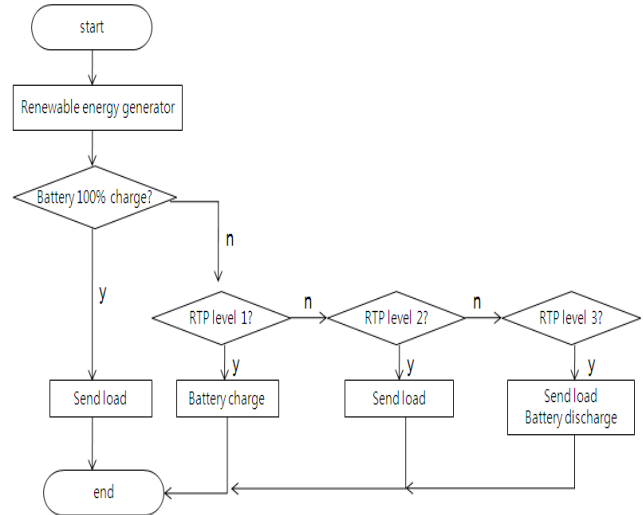 start
Renewable energy generator
Battery 100% charge?
n
y
RTP level 1?
n
RTP level 2?
n
RTP level 3?
y
y
y
Send load
Battery charge
Send load
Send load
Battery discharge
end